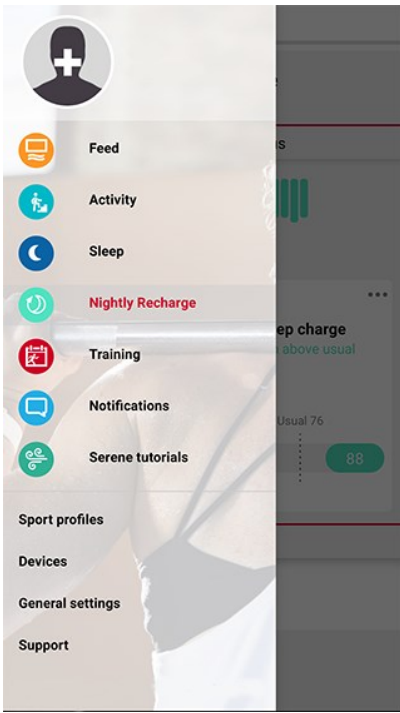 Feed
Activity
Sleep
Nightly Recharge
Training
Notifications
Serene tutorials
Sport profiles
Devices
General settings
Support
ep charge
above usual
Usual 76
88